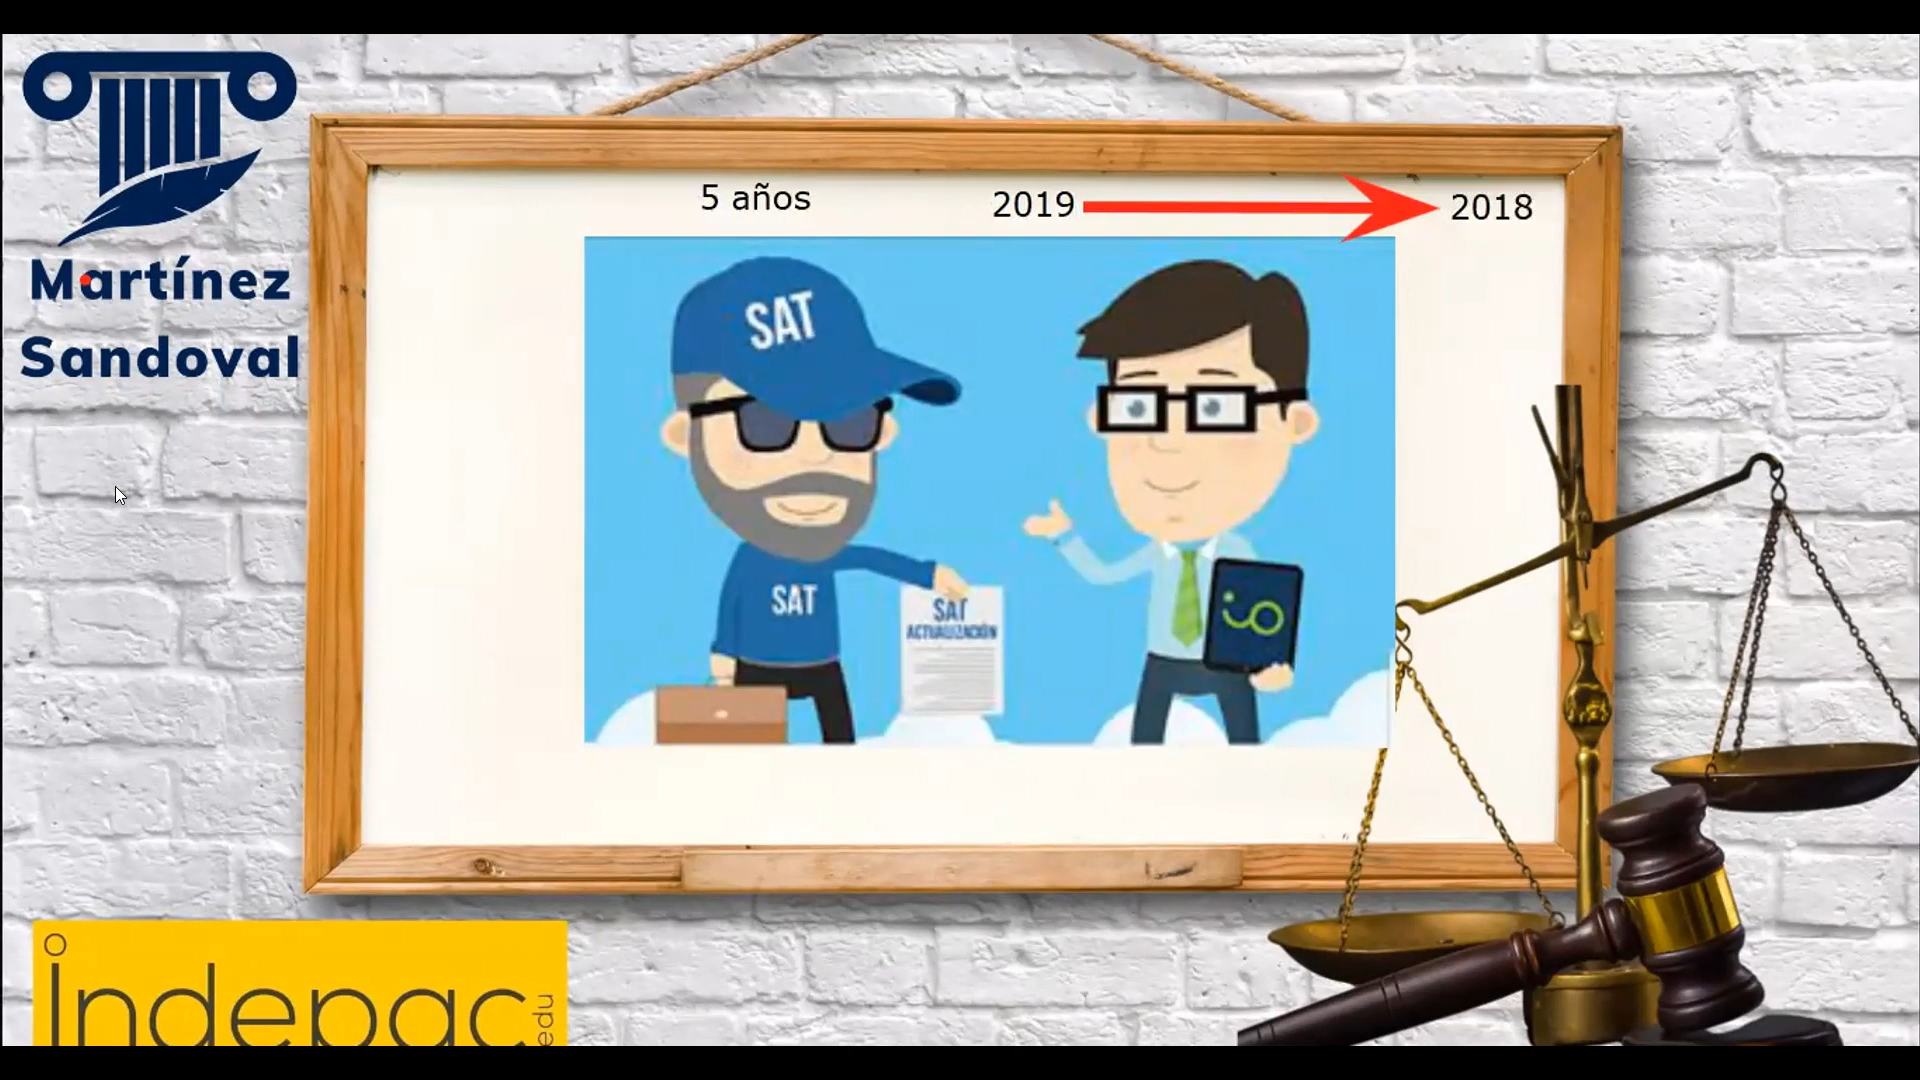 Martínez
Sandoval
5 años
2019
2018
SAT
SAT
SAT
ACTUALIZACIÓN
indepac
edu